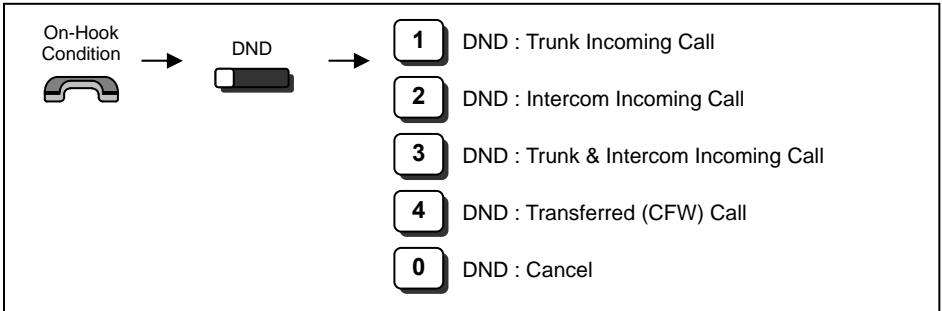 On-Hook
Condition
DND
1 DND : Trunk Incoming Call
2 DND : Intercom Incoming Call
3 DND : Trunk & Intercom Incoming Call
4 DND : Transferred (CFW) Call
0 DND : Cancel